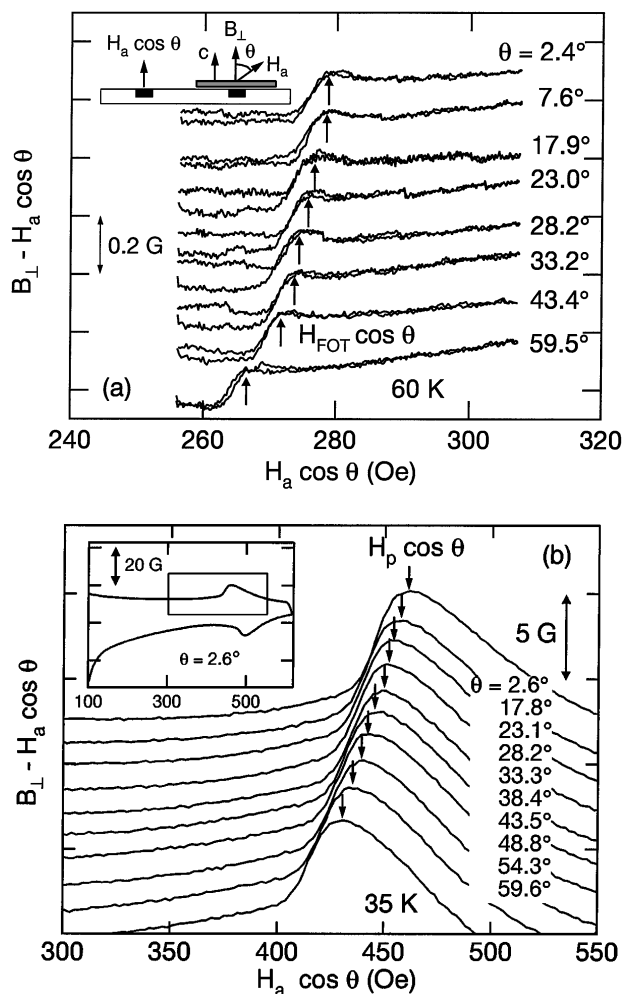 H_a cos θ
c
B_⊥
θ
H_a
θ = 2.4°
7.6°
17.9°
23.0°
28.2°
33.2°
43.4°
59.5°
0.2 G
H_FOT cos θ
(a)
60 K
B_⊥ - H_a cos θ
240 260 280 300 320
H_a cos θ (Oe)
H_p cos θ
(b)
20 G
5 G
θ = 2.6°
100 300 500
θ = 2.6°
17.8°
23.1°
28.2°
33.3°
38.4°
43.5°
48.8°
54.3°
59.6°
35 K
B_⊥ - H_a cos θ
300 350 400 450 500 550
H_a cos θ (Oe)